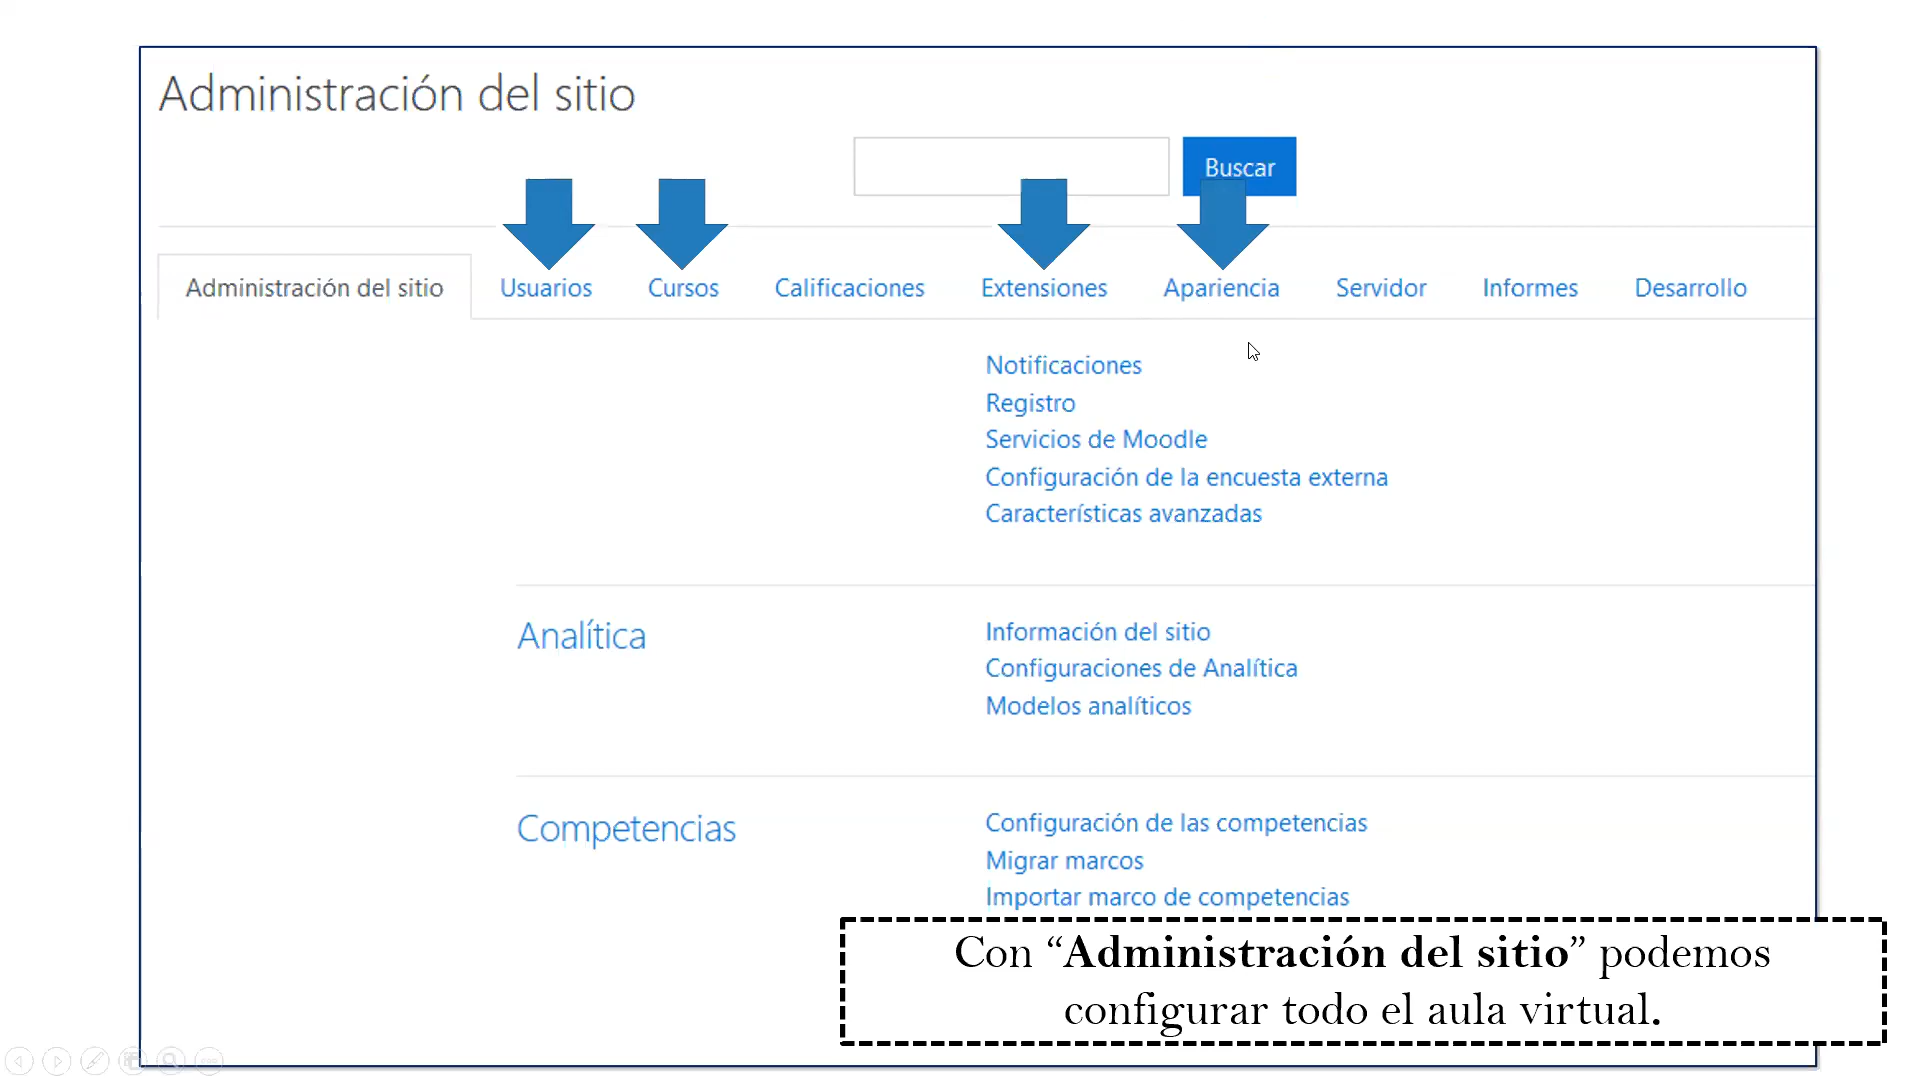 Administración del sitio
Buscar
Administración del sitio Usuarios Cursos Calificaciones Extensiones Apariencia Servidor Informes Desarrollo
Notificaciones
Registro
Servicios de Moodle
Configuración de la encuesta externa
Características avanzadas
Analítica
Información del sitio
Configuraciones de Analítica
Modelos analíticos
Competencias
Configuración de las competencias
Migrar marcos
Importar marco de competencias
Con “Administración del sitio” podemos
configurar todo el aula virtual.